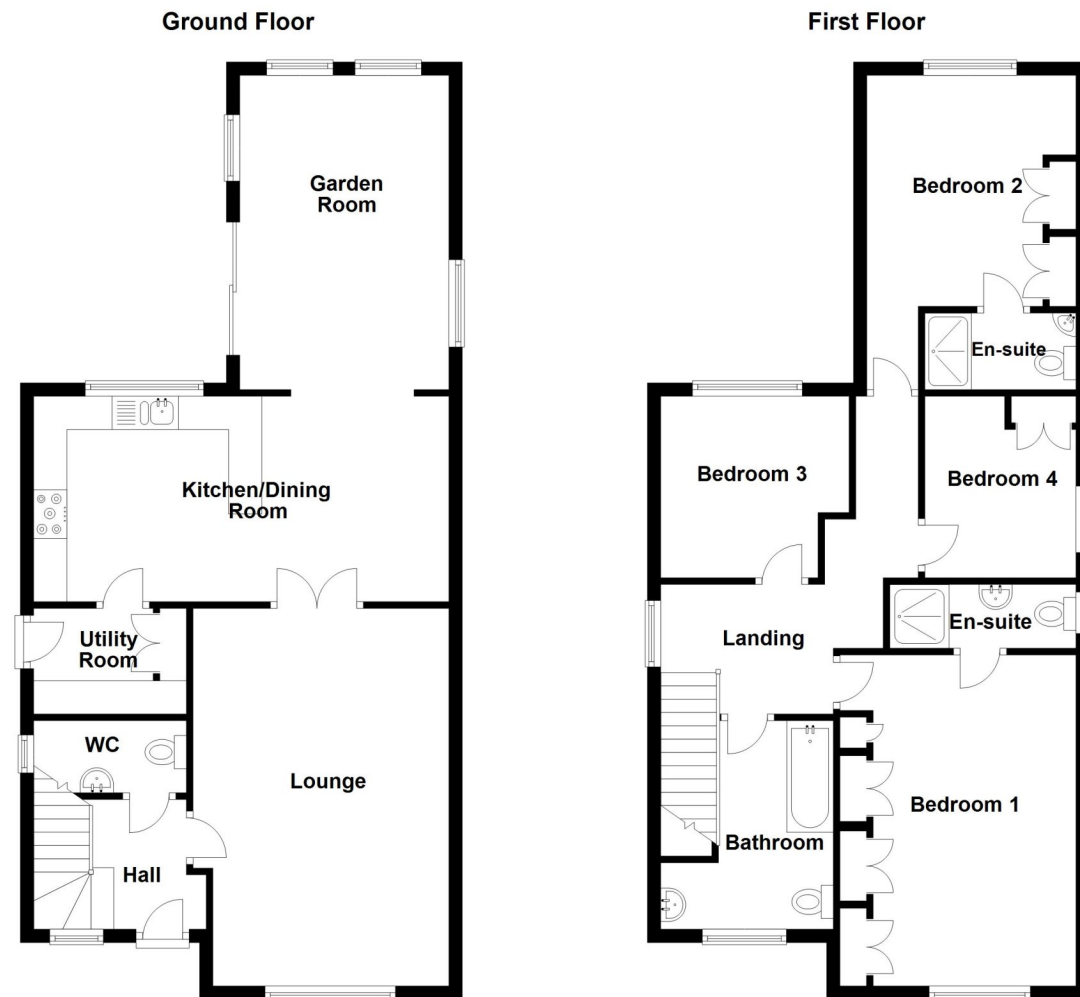 Ground Floor
Garden
Room
Kitchen/Dining
Room
Utility
Room
WC
Lounge
Hall
First Floor
Bedroom 2
En-suite
Bedroom 3
Bedroom 4
En-suite
Landing
Bedroom 1
Bathroom